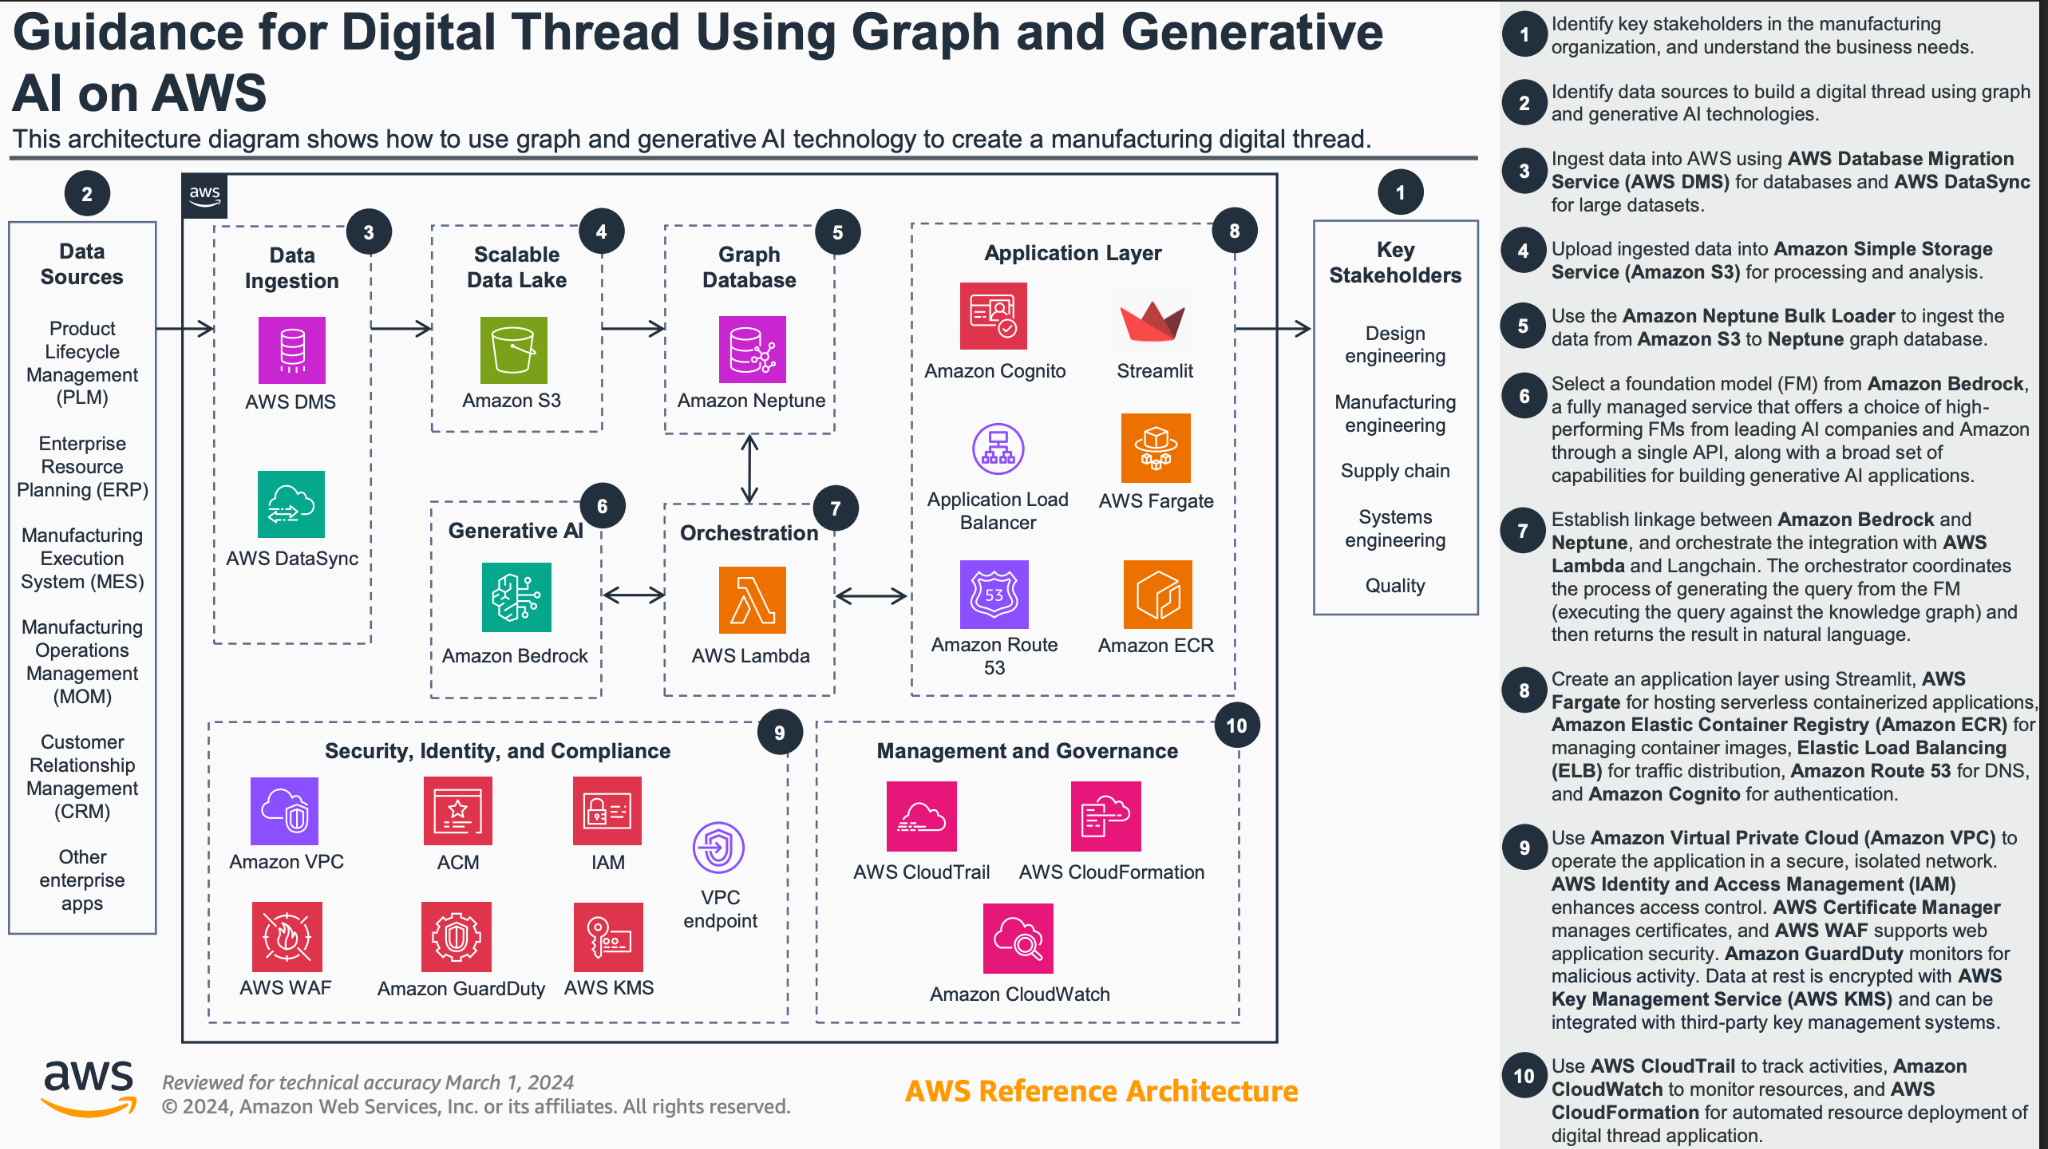 Guidance for Digital Thread Using Graph and Generative
AI on AWS
This architecture diagram shows how to use graph and generative AI technology to create a manufacturing digital thread.
2
Data
Sources
Product
Lifecycle
Management
(PLM)
Enterprise
Resource
Planning (ERP)
Manufacturing
Execution
System (MES)
Manufacturing
Operations
Management
(MOM)
Customer
Relationship
Management
(CRM)
Other
enterprise
apps
aws
3
Data
Ingestion
AWS DMS
AWS DataSync
4
Scalable
Data Lake
Amazon S3
5
Graph
Database
Amazon Neptune
6
Generative AI
Amazon Bedrock
7
Orchestration
AWS Lambda
8
Application Layer
Amazon Cognito
Streamlit
Application Load
Balancer
AWS Fargate
53
Amazon Route
53
Amazon ECR
1
Key
Stakeholders
Design
engineering
Manufacturing
engineering
Supply chain
Systems
engineering
Quality
9
Security, Identity, and Compliance
Amazon VPC
ACM
IAM
VPC
endpoint
AWS WAF
Amazon GuardDuty
AWS KMS
10
Management and Governance
AWS CloudTrail
AWS CloudFormation
Amazon CloudWatch
aws
Reviewed for technical accuracy March 1, 2024
© 2024, Amazon Web Services, Inc. or its affiliates. All rights reserved.
AWS Reference Architecture
1
Identify key stakeholders in the manufacturing
organization, and understand the business needs.
2
Identify data sources to build a digital thread using graph
and generative AI technologies.
3
Ingest data into AWS using AWS Database Migration
Service (AWS DMS) for databases and AWS DataSync
for large datasets.
4
Upload ingested data into Amazon Simple Storage
Service (Amazon S3) for processing and analysis.
5
Use the Amazon Neptune Bulk Loader to ingest the
data from Amazon S3 to Neptune graph database.
6
Select a foundation model (FM) from Amazon Bedrock,
a fully managed service that offers a choice of high-
performing FMs from leading AI companies and Amazon
through a single API, along with a broad set of
capabilities for building generative AI applications.
7
Establish linkage between Amazon Bedrock and
Neptune, and orchestrate the integration with AWS
Lambda and Langchain. The orchestrator coordinates
the process of generating the query from the FM
(executing the query against the knowledge graph) and
then returns the result in natural language.
8
Create an application layer using Streamlit, AWS
Fargate for hosting serverless containerized applications,
Amazon Elastic Container Registry (Amazon ECR) for
managing container images, Elastic Load Balancing
(ELB) for traffic distribution, Amazon Route 53 for DNS,
and Amazon Cognito for authentication.
9
Use Amazon Virtual Private Cloud (Amazon VPC) to
operate the application in a secure, isolated network.
AWS Identity and Access Management (IAM)
enhances access control. AWS Certificate Manager
manages certificates, and AWS WAF supports web
application security. Amazon GuardDuty monitors for
malicious activity. Data at rest is encrypted with AWS
Key Management Service (AWS KMS) and can be
integrated with third-party key management systems.
10
Use AWS CloudTrail to track activities, Amazon
CloudWatch to monitor resources, and AWS
CloudFormation for automated resource deployment of
digital thread application.